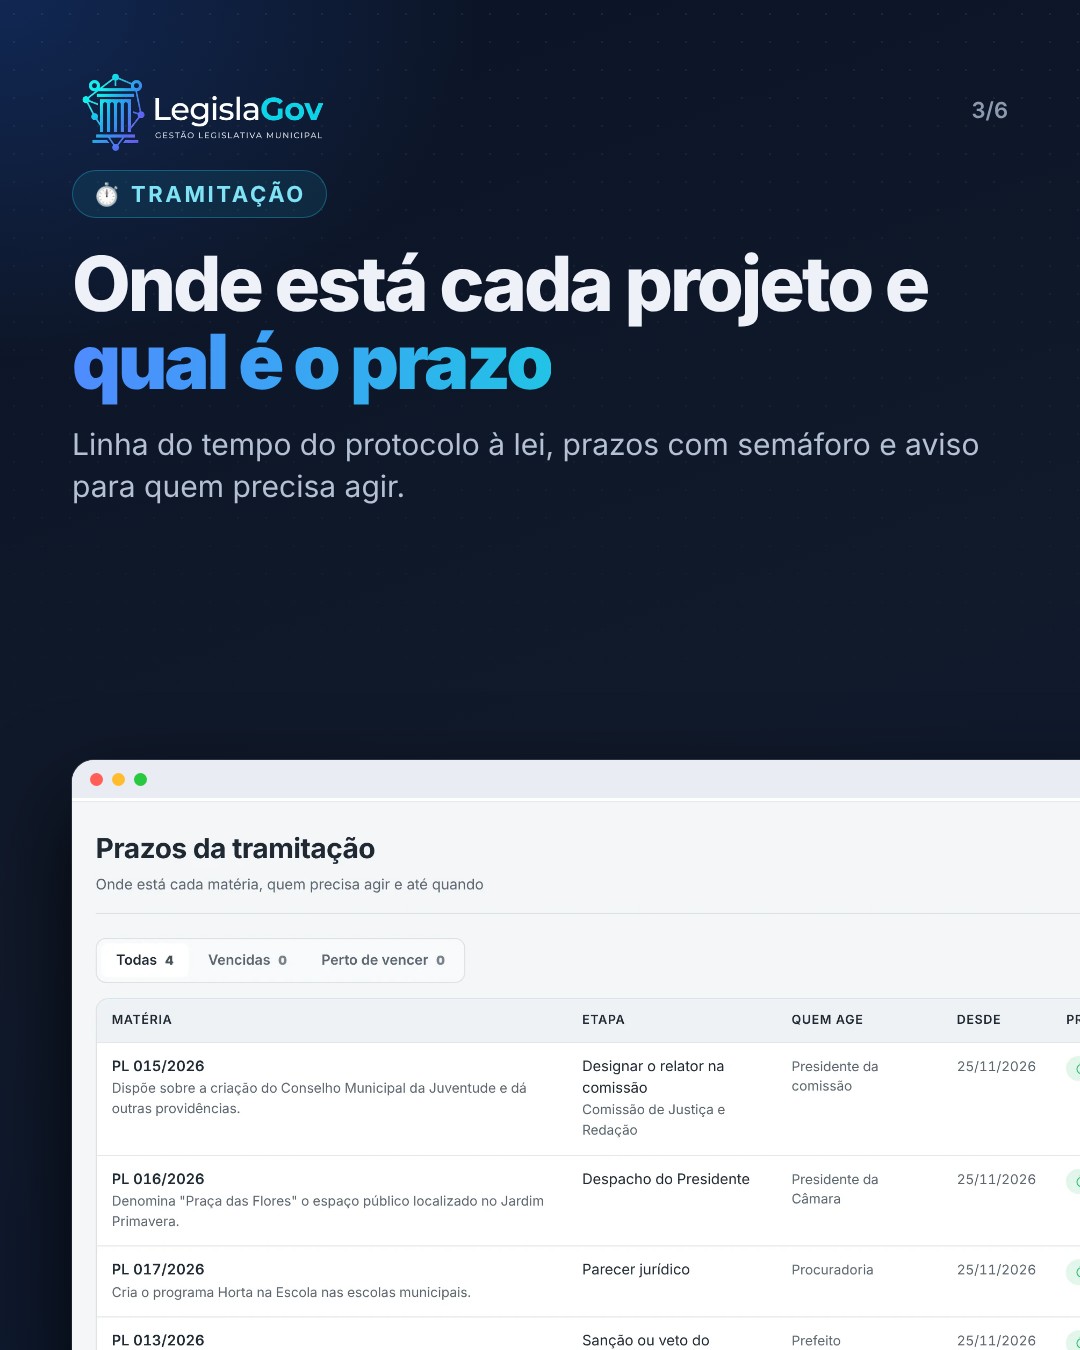 LegislaGov
GESTÃO LEGISLATIVA MUNICIPAL
3/6
⏱️ TRAMITAÇÃO
Onde está cada projeto e
qual é o prazo
Linha do tempo do protocolo à lei, prazos com semáforo e aviso
para quem precisa agir.
Prazos da tramitação
Onde está cada matéria, quem precisa agir e até quando
Todas 4 Vencidas 0 Perto de vencer 0
MATÉRIA ETAPA QUEM AGE DESDE
PL 015/2026
Dispõe sobre a criação do Conselho Municipal da Juventude e dá
outras providências.
Designar o relator na
comissão
Comissão de Justiça e
Redação
Presidente da
comissão
25/11/2026
PL 016/2026
Denomina "Praça das Flores" o espaço público localizado no Jardim
Primavera.
Despacho do Presidente
Presidente da
Câmara
25/11/2026
PL 017/2026
Cria o programa Horta na Escola nas escolas municipais.
Parecer jurídico
Procuradoria
25/11/2026
PL 013/2026
Sanção ou veto do
Prefeito
25/11/2026